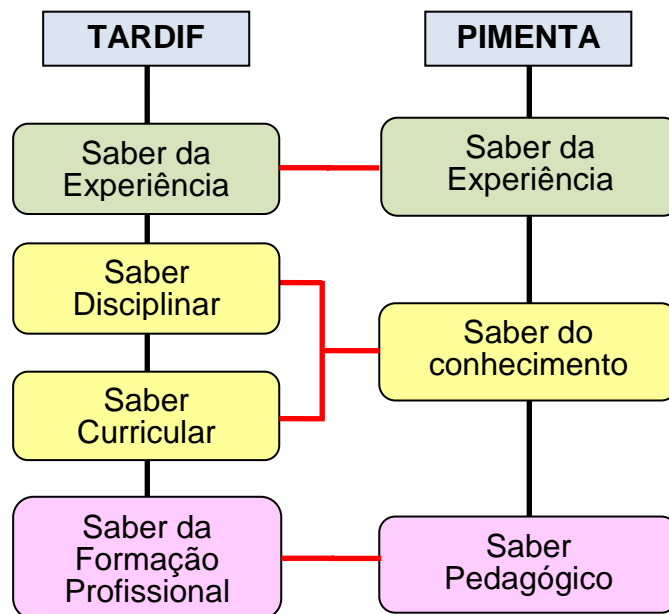 TARDIF
Saber da
Experiência
Saber
Disciplinar
Saber
Curricular
Saber da
Formação
Profissional
PIMENTA
Saber da
Experiência
Saber do
conhecimento
Saber
Pedagógico